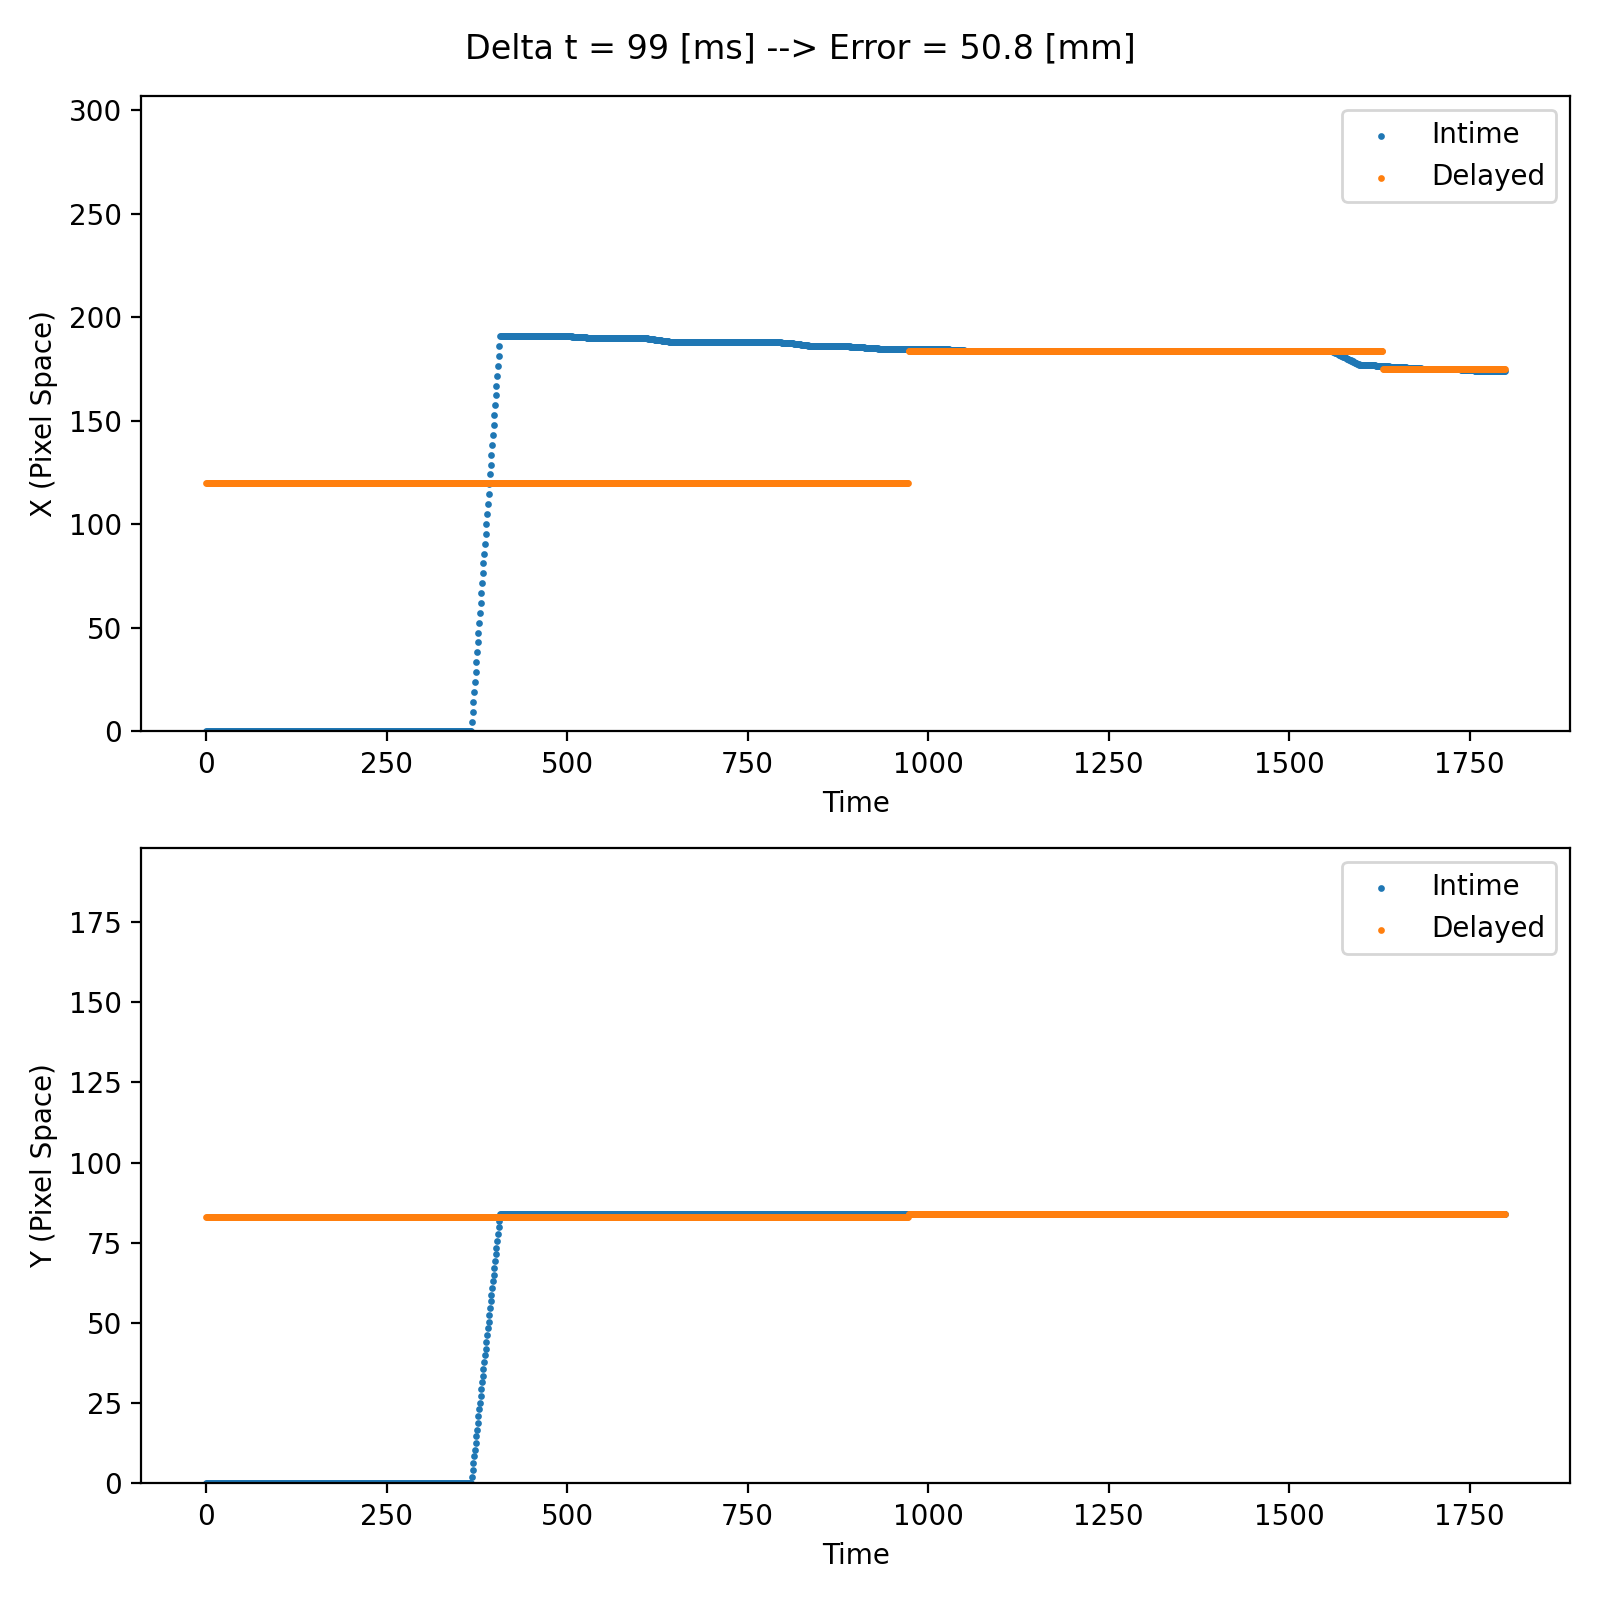 Delta t = 99 [ms] --> Error = 50.8 [mm]
300
250
200
150
100
50
0
X (Pixel Space)
Intime
Delayed
0 250 500 750 1000 1250 1500 1750
Time
175
150
125
100
75
50
25
0
Y (Pixel Space)
Intime
Delayed
0 250 500 750 1000 1250 1500 1750
Time